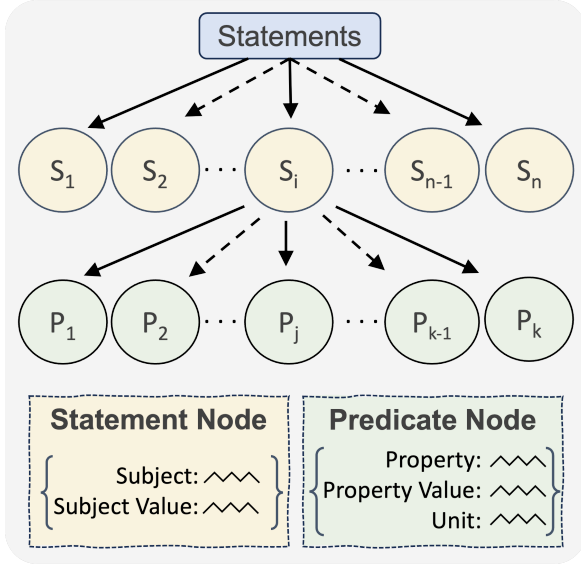 Statements
S1 S2 ... Si ... Sn-1 Sn
P1 P2 ... Pj ... Pk-1 Pk
Statement Node
Subject:
Subject Value:
Predicate Node
Property:
Property Value:
Unit: